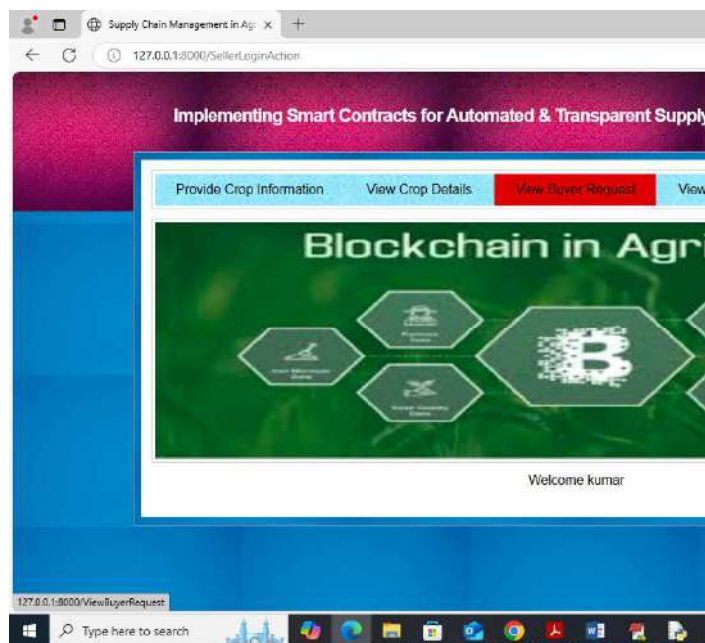 Supply Chain Management in Agr
127.0.0.1:8000/SellerLoginAction
Implementing Smart Contracts for Automated & Transparent Supply
Provide Crop Information View Crop Details View Buyer Request View
Blockchain in Agri
Welcome kumar
127.0.0.1:8000/ViewBuyerRequest
Type here to search